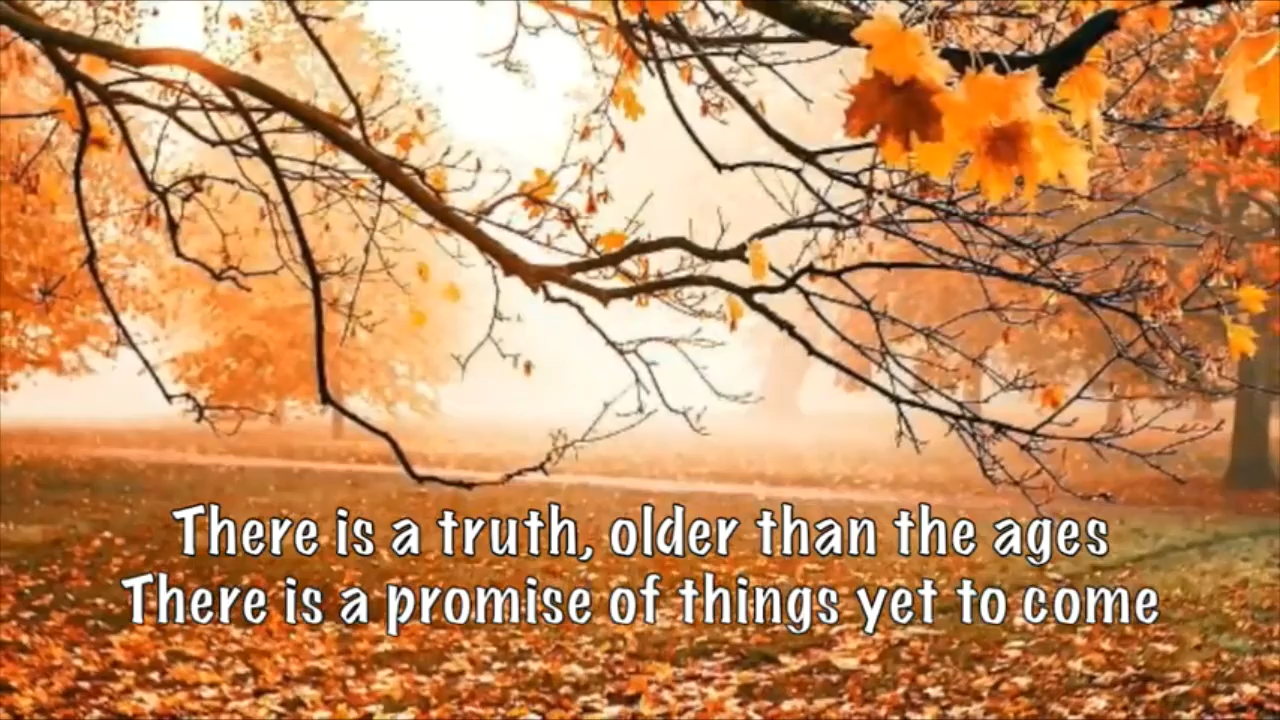 There is a truth, older than the ages
There is a promise of things yet to come